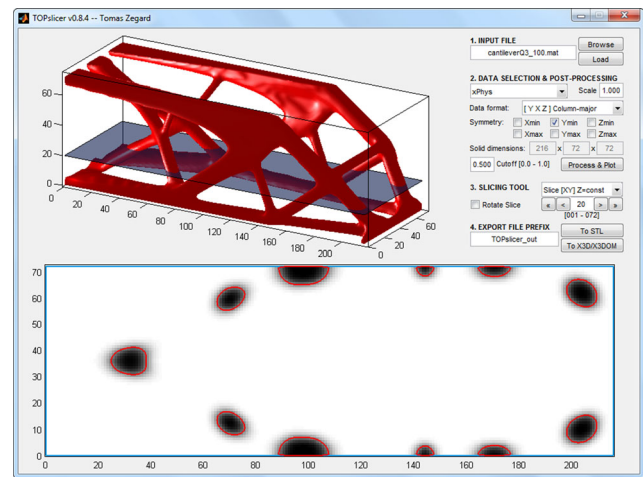 TOPslicer v0.8.4 -- Tomas Zegard
1. INPUT FILE
cantileverQ3_100.mat
Browse
Load
2. DATA SELECTION & POST-PROCESSING
xPhys
Scale 1.000
Data format: [ Y X Z ] Column-major
Symmetry: Xmin Ymin Zmin
Xmax Ymax Zmax
Solid dimensions: 216 x 72 x 72
0.500 Cutoff [0.0 - 1.0] Process & Plot
3. SLICING TOOL
Slice [XY] Z=const
Rotate Slice « < 20 > »
[001 - 072]
4. EXPORT FILE PREFIX
TOPslicer_out
To STL
To X3D/X3DOM
60
40
20
0
0 20 40 60 80 100 120 140 160 180 200
0 20 40 60
70
60
50
40
30
20
10
0
0 20 40 60 80 100 120 140 160 180 200